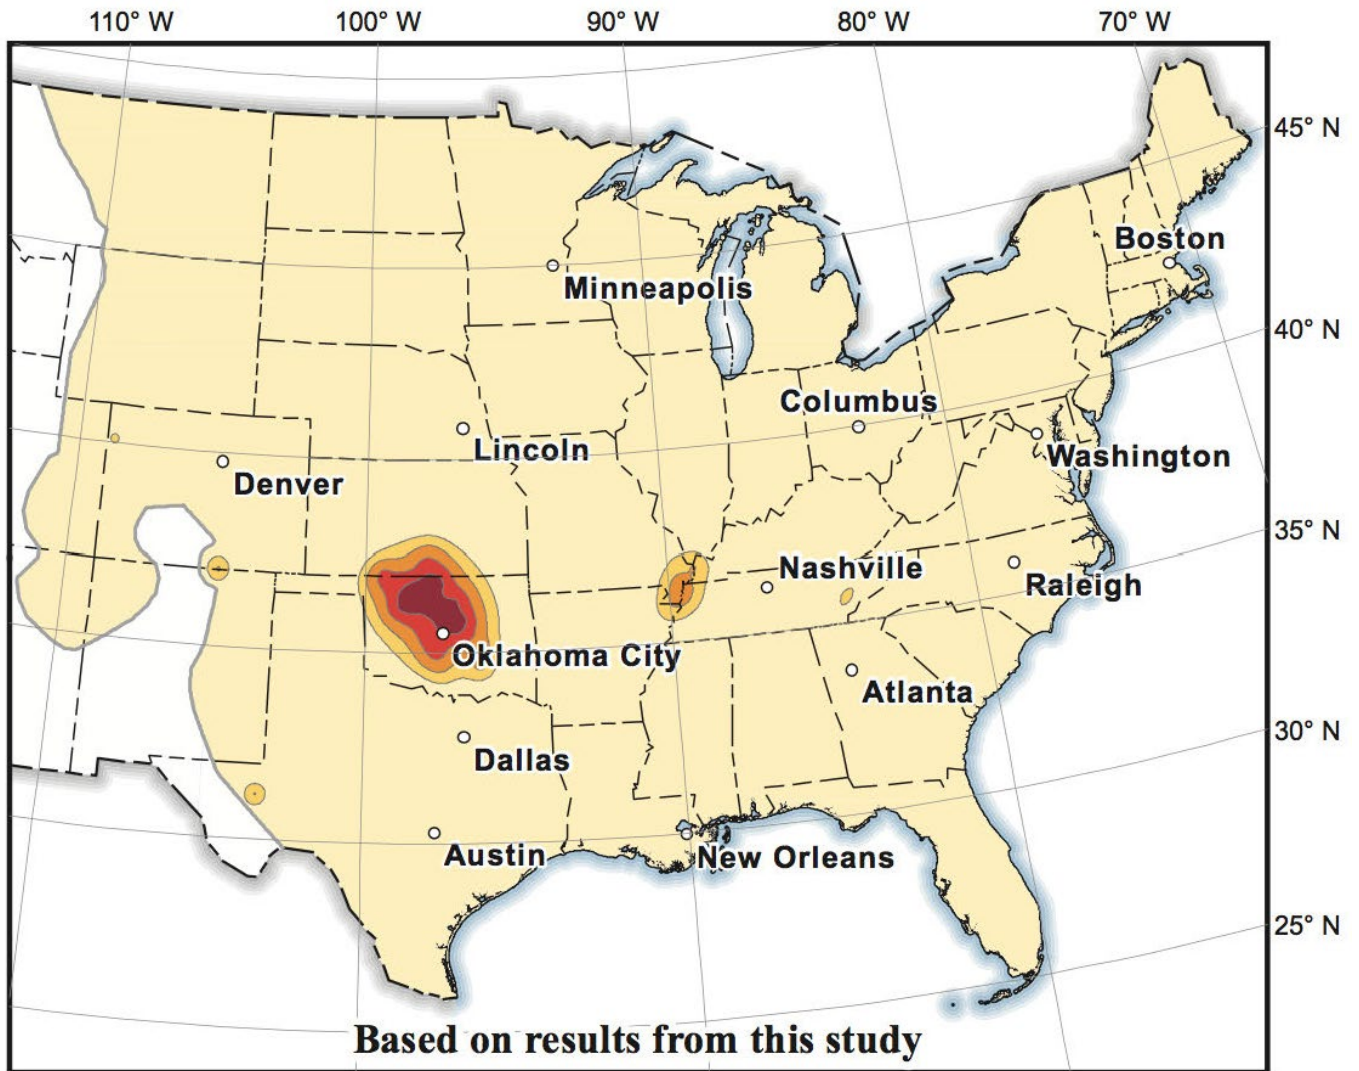 110° W 100° W 90° W 80° W 70° W
45° N
Boston
Minneapolis
40° N
Columbus
Lincoln
Washington
Denver
35° N
Nashville
Raleigh
Oklahoma City
Atlanta
30° N
Dallas
Austin
New Orleans
25° N
Based on results from this study